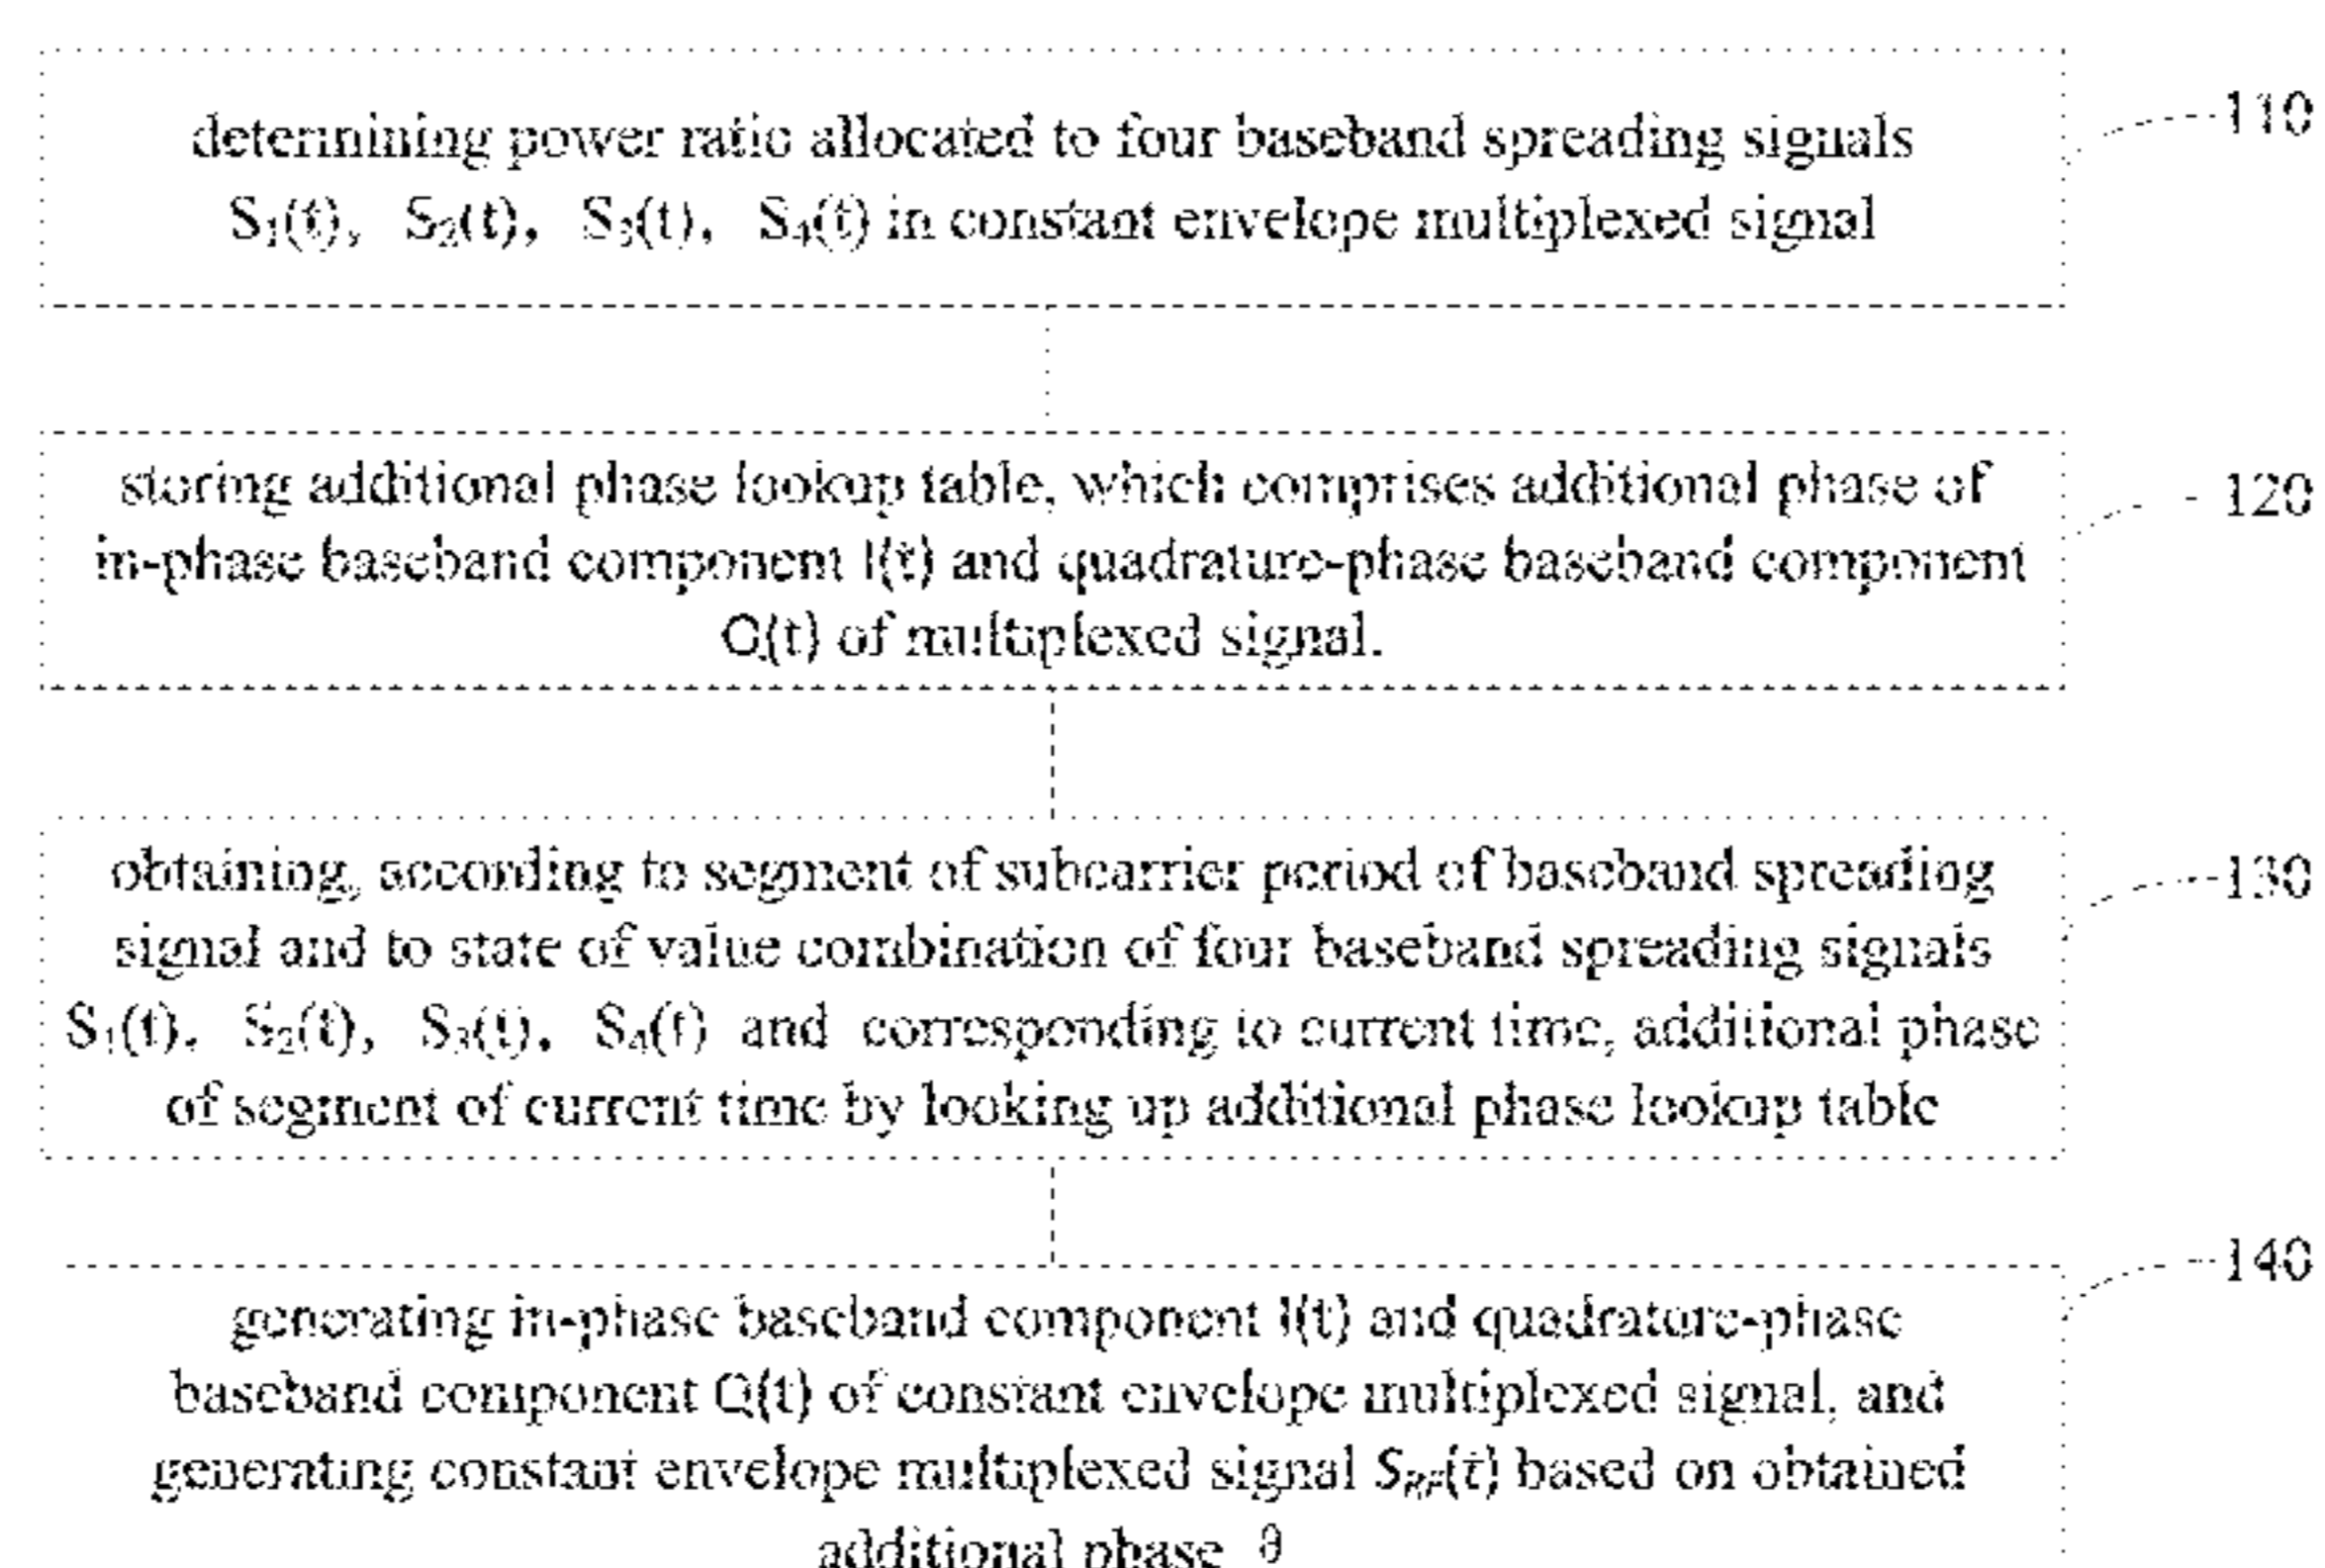 determining power ratio allocated to four baseband spreading signals
110
S₁(t), S₂(t), S₃(t), S₄(t) in constant envelope multiplexed signal
storing additional phase lookup table, which comprises additional phase of
120
in-phase baseband component I(t) and quadrature-phase baseband component
Q(t) of multiplexed signal.
obtaining, according to segment of subcarrier period of baseband spreading
130
signal and to state of value combination of four baseband spreading signals
S₁(t), S₂(t), S₃(t), S₄(t) and corresponding to current time, additional phase
of segment of current time by looking up additional phase lookup table
140
generating in-phase baseband component I(t) and quadrature-phase
baseband component Q(t) of constant envelope multiplexed signal, and
generating constant envelope multiplexed signal S_RF(t) based on obtained
additional phase θ